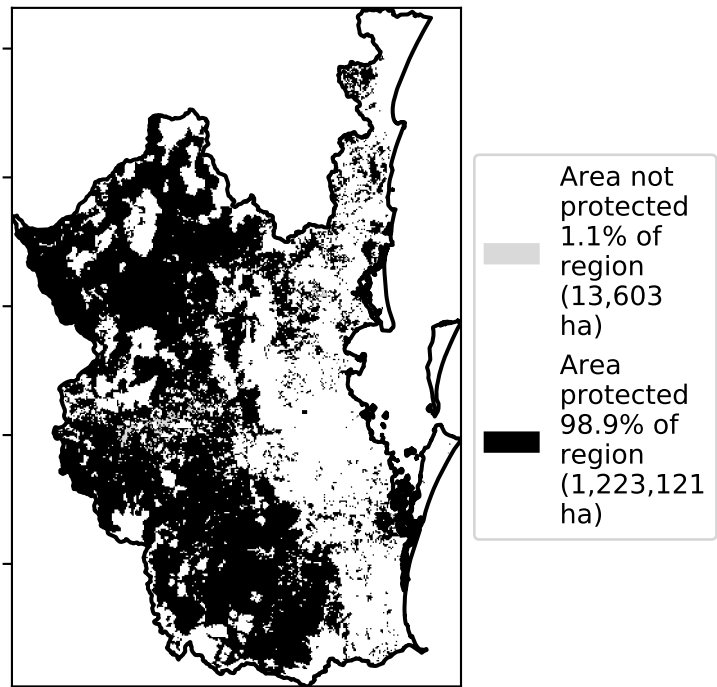 Area not
protected
1.1% of
region
(13,603
ha)
Area
protected
98.9% of
region
(1,223,121
ha)